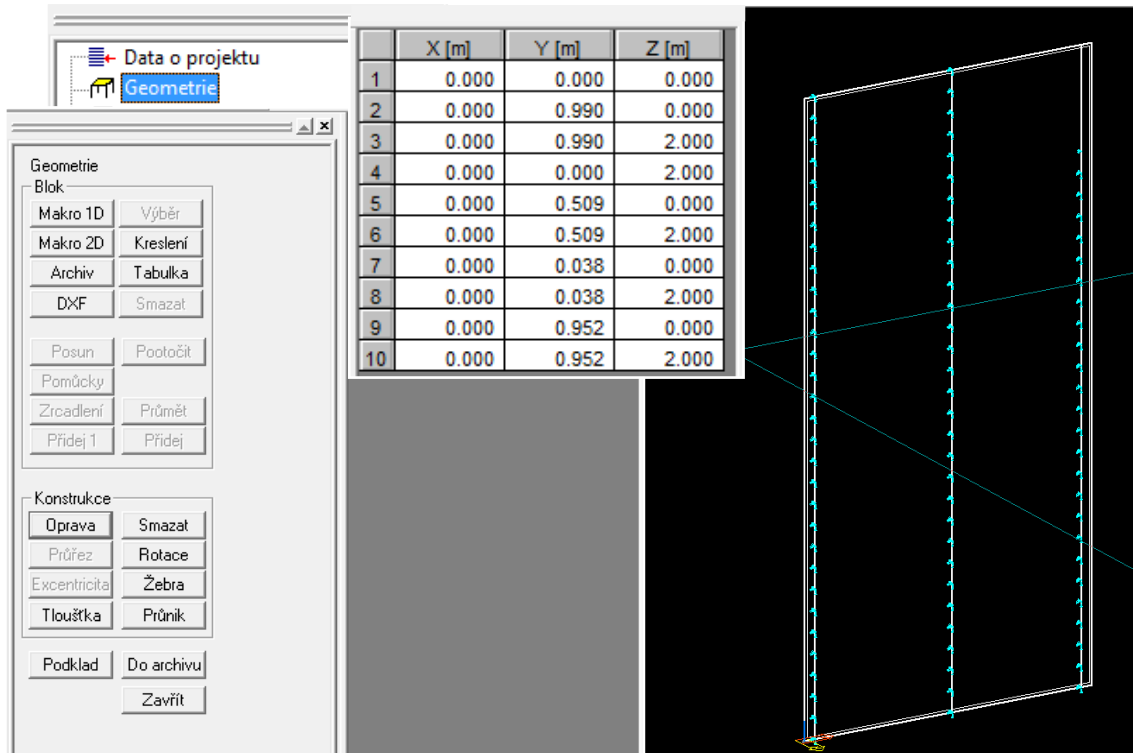 Data o projektu
Geometrie
Geometrie
Blok
Makro 1D Výběr
Makro 2D Kreslení
Archiv Tabulka
DXF Smazat
Posun Pootočit
Pomůcky
Zrcadlení Průmět
Přidej 1 Přidej
Konstrukce
Oprava Smazat
Průřez Rotace
Excentricita Žebra
Tloušťka Průnik
Podklad Do archivu
Zavřít
X [m] Y [m] Z [m]
1 0.000 0.000 0.000
2 0.000 0.990 0.000
3 0.000 0.990 2.000
4 0.000 0.000 2.000
5 0.000 0.509 0.000
6 0.000 0.509 2.000
7 0.000 0.038 0.000
8 0.000 0.038 2.000
9 0.000 0.952 0.000
10 0.000 0.952 2.000